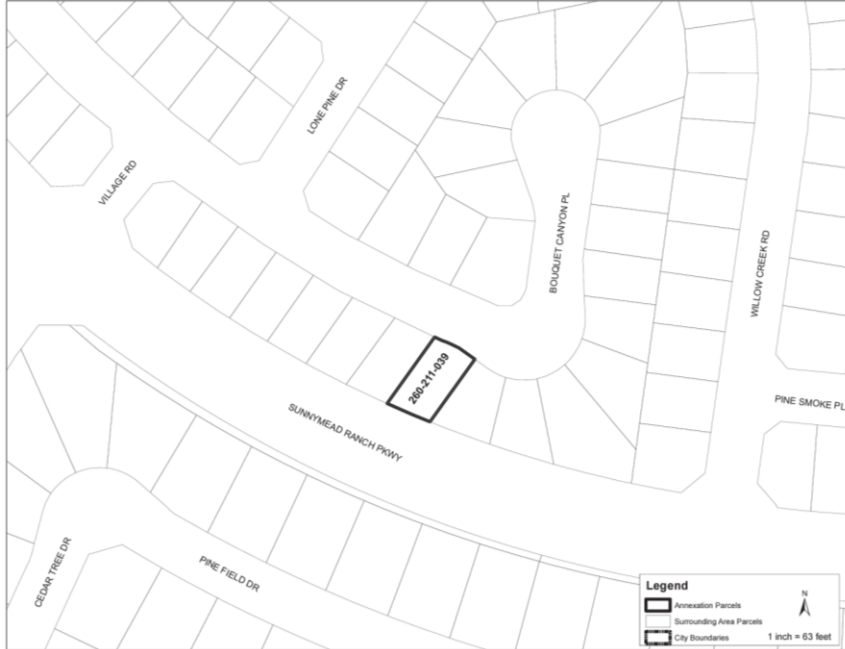 LONE PINE DR
VILLAGE RD
BOUQUET CANYON PL
WILLOW CREEK RD
260-211-039
PINE SMOKE PL
SUNNYMEAD RANCH PKWY
CEDAR TREE DR
PINE FIELD DR
Legend
Annexation Parcels
Surrounding Area Parcels
City Boundaries
N
1 inch = 63 feet